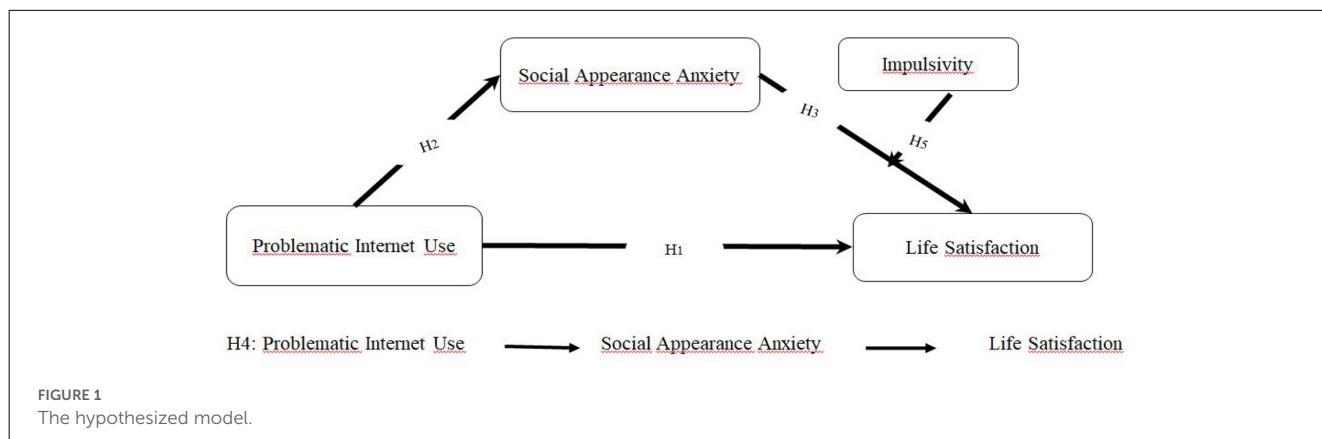 Social Appearance Anxiety
Impulsivity
H2
H3
H5
Problematic Internet Use
H1
Life Satisfaction
H4: Problematic Internet Use
Social Appearance Anxiety
Life Satisfaction
FIGURE 1
The hypothesized model.